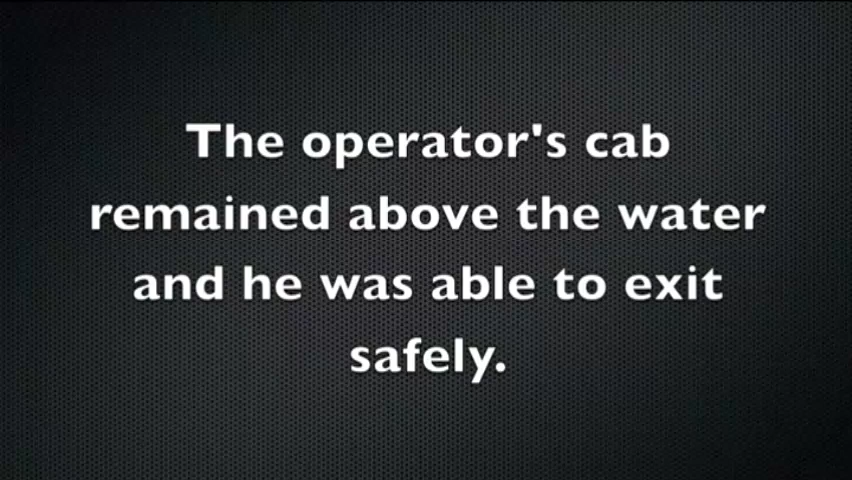 The operator's cab
remained above the water
and he was able to exit
safely.